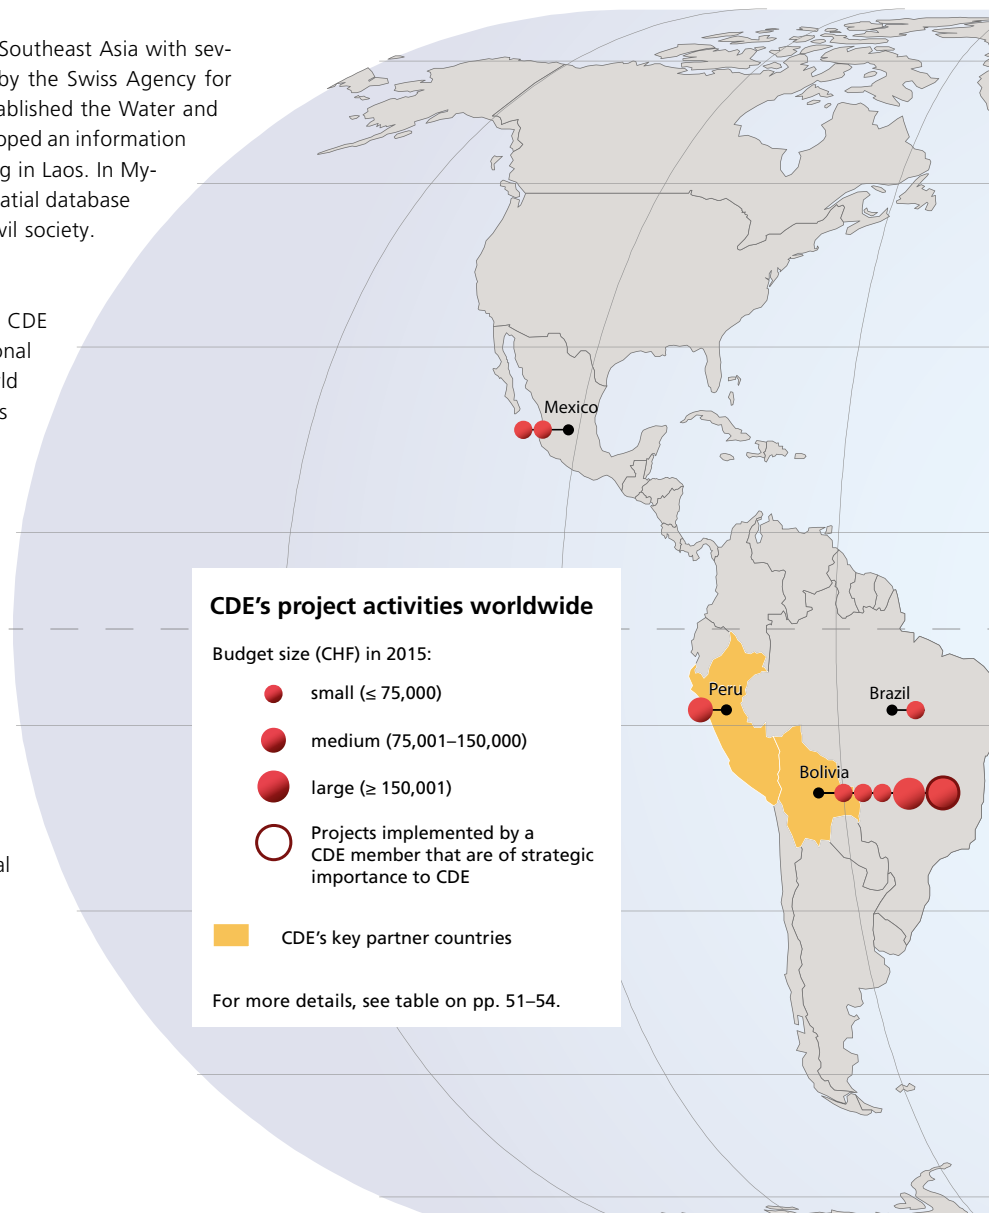 Southeast Asia with sev-
by the Swiss Agency for
ablished the Water and
oped an information
g in Laos. In My-
atial database
vil society.
CDE
onal
ld
s
al
Mexico
Peru
Brazil
Bolivia
CDE's project activities worldwide
Budget size (CHF) in 2015:
small (≤ 75,000)
medium (75,001–150,000)
large (≥ 150,001)
Projects implemented by a
CDE member that are of strategic
importance to CDE
CDE's key partner countries
For more details, see table on pp. 51–54.